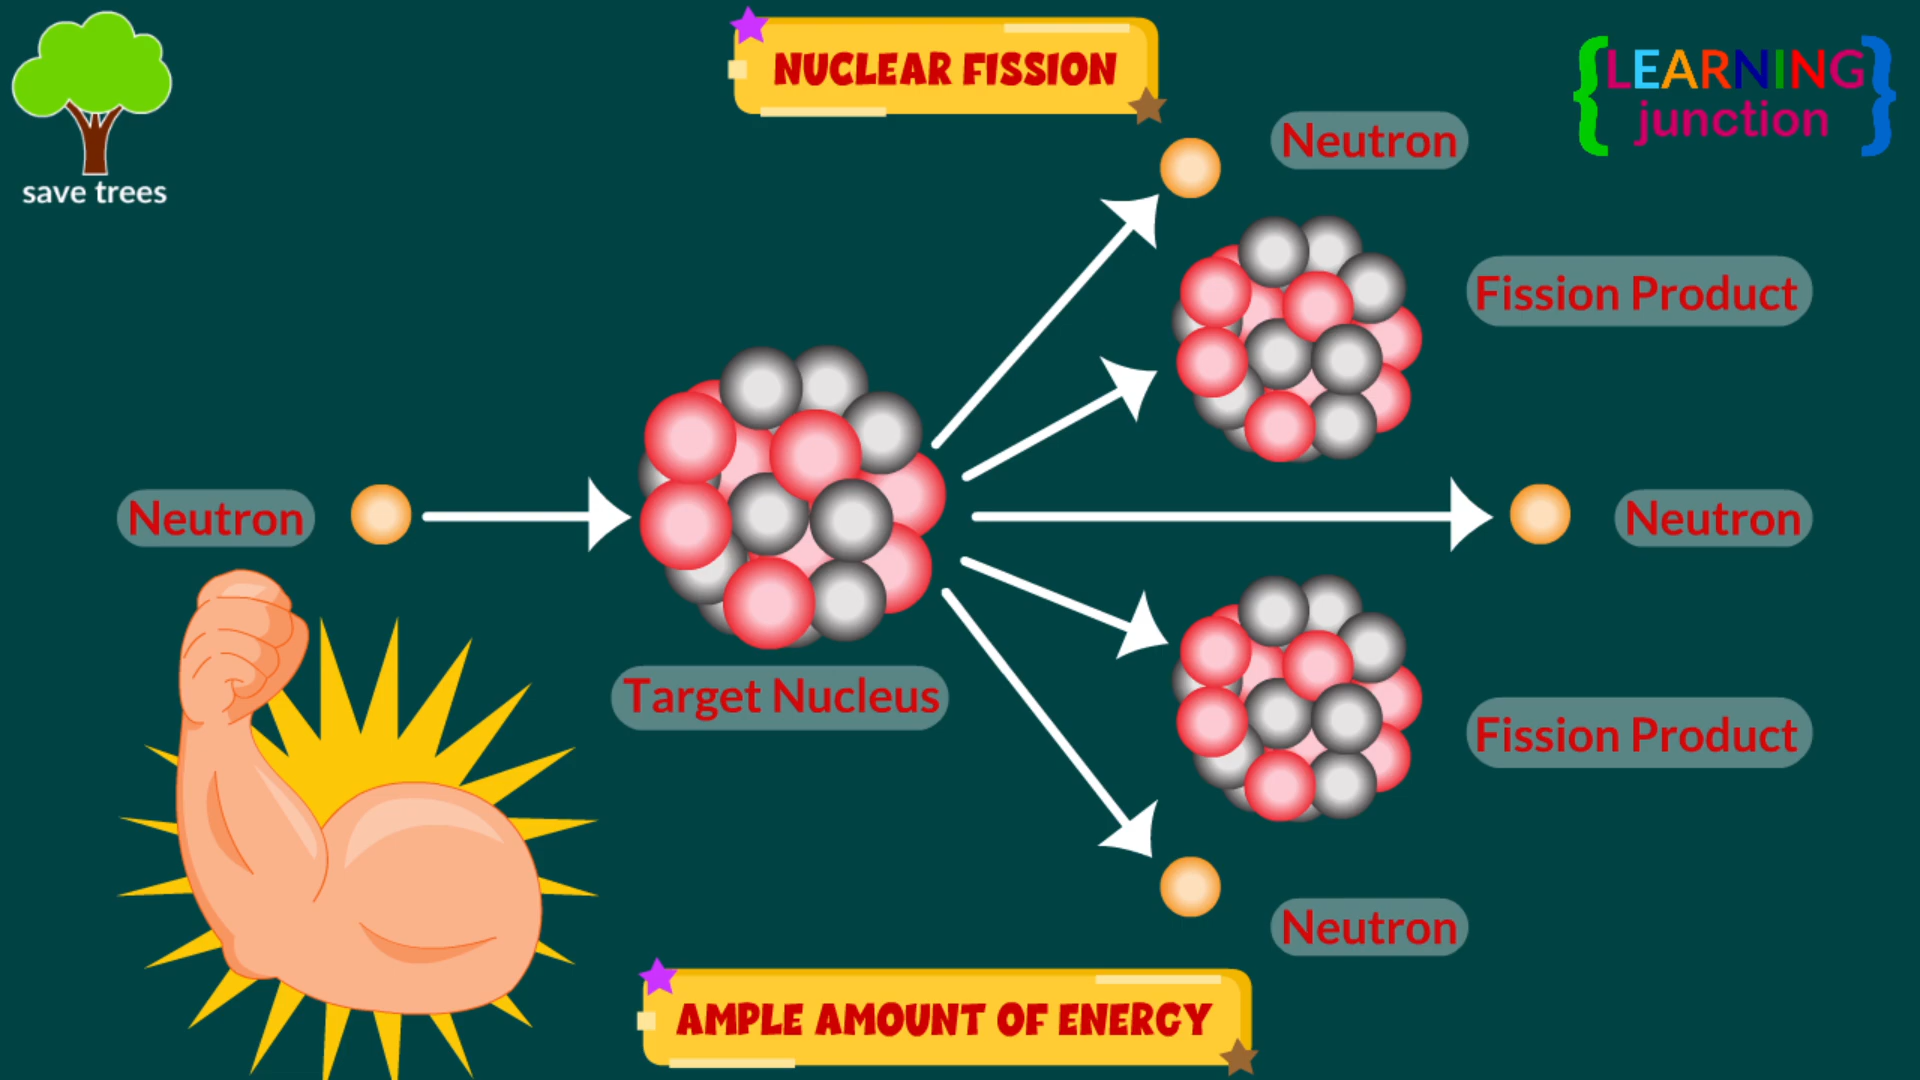 NUCLEAR FISSION
LEARNING
junction
save trees
Neutron
Fission Product
Neutron
Neutron
Target Nucleus
Fission Product
Neutron
AMPLE AMOUNT OF ENERGY